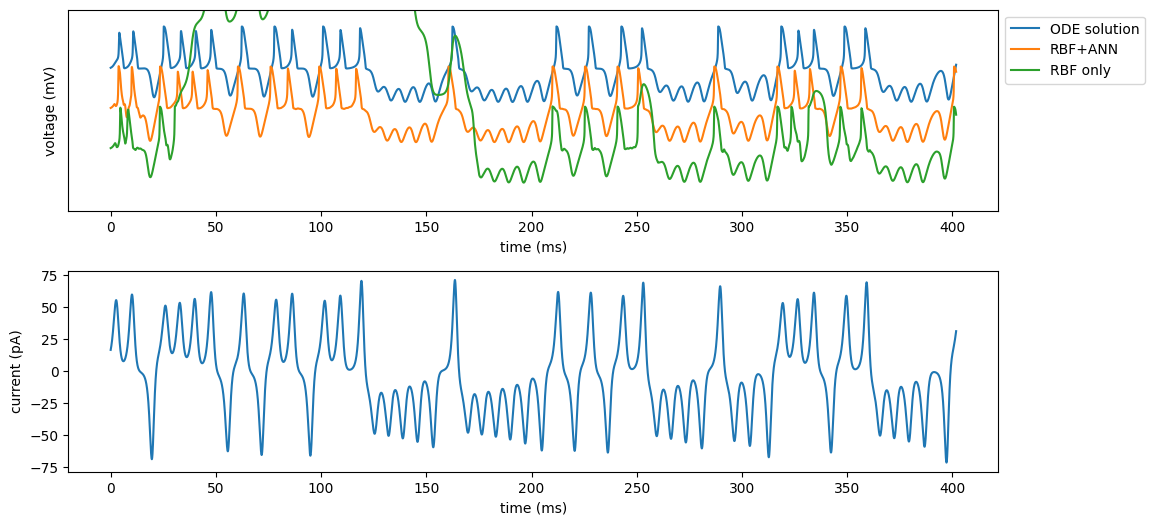 voltage (mV)
ODE solution
RBF+ANN
RBF only
0 50 100 150 200 250 300 350 400
time (ms)
current (pA)
75
50
25
0
−25
−50
−75
0 50 100 150 200 250 300 350 400
time (ms)